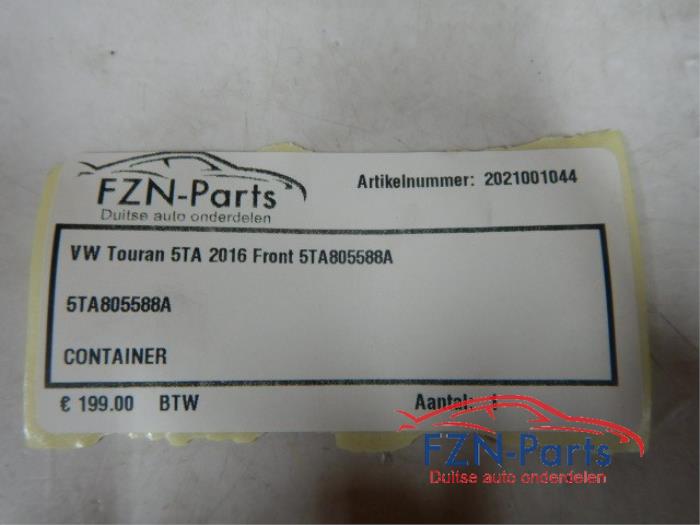 FZN-Parts
Duitse auto onderdelen
Artikelnummer: 2021001044
VW Touran 5TA 2016 Front 5TA805588A
5TA805588A
CONTAINER
€ 199.00 BTW
Aantal:
FZN-Parts
Duitse auto onderdelen